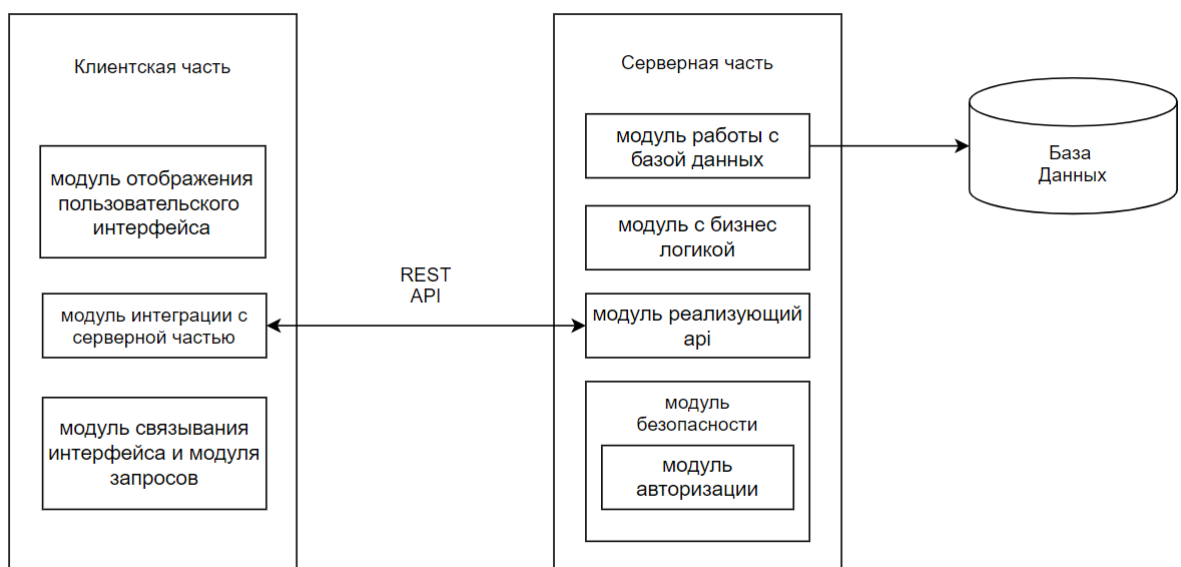 Клиентская часть
модуль отображения
пользовательского
интерфейса
модуль интеграции с
серверной частью
модуль связывания
интерфейса и модуля
запросов
REST
API
Серверная часть
модуль работы с
базой данных
модуль с бизнес
логикой
модуль реализующий
api
модуль
безопасности
модуль
авторизации
База
Данных